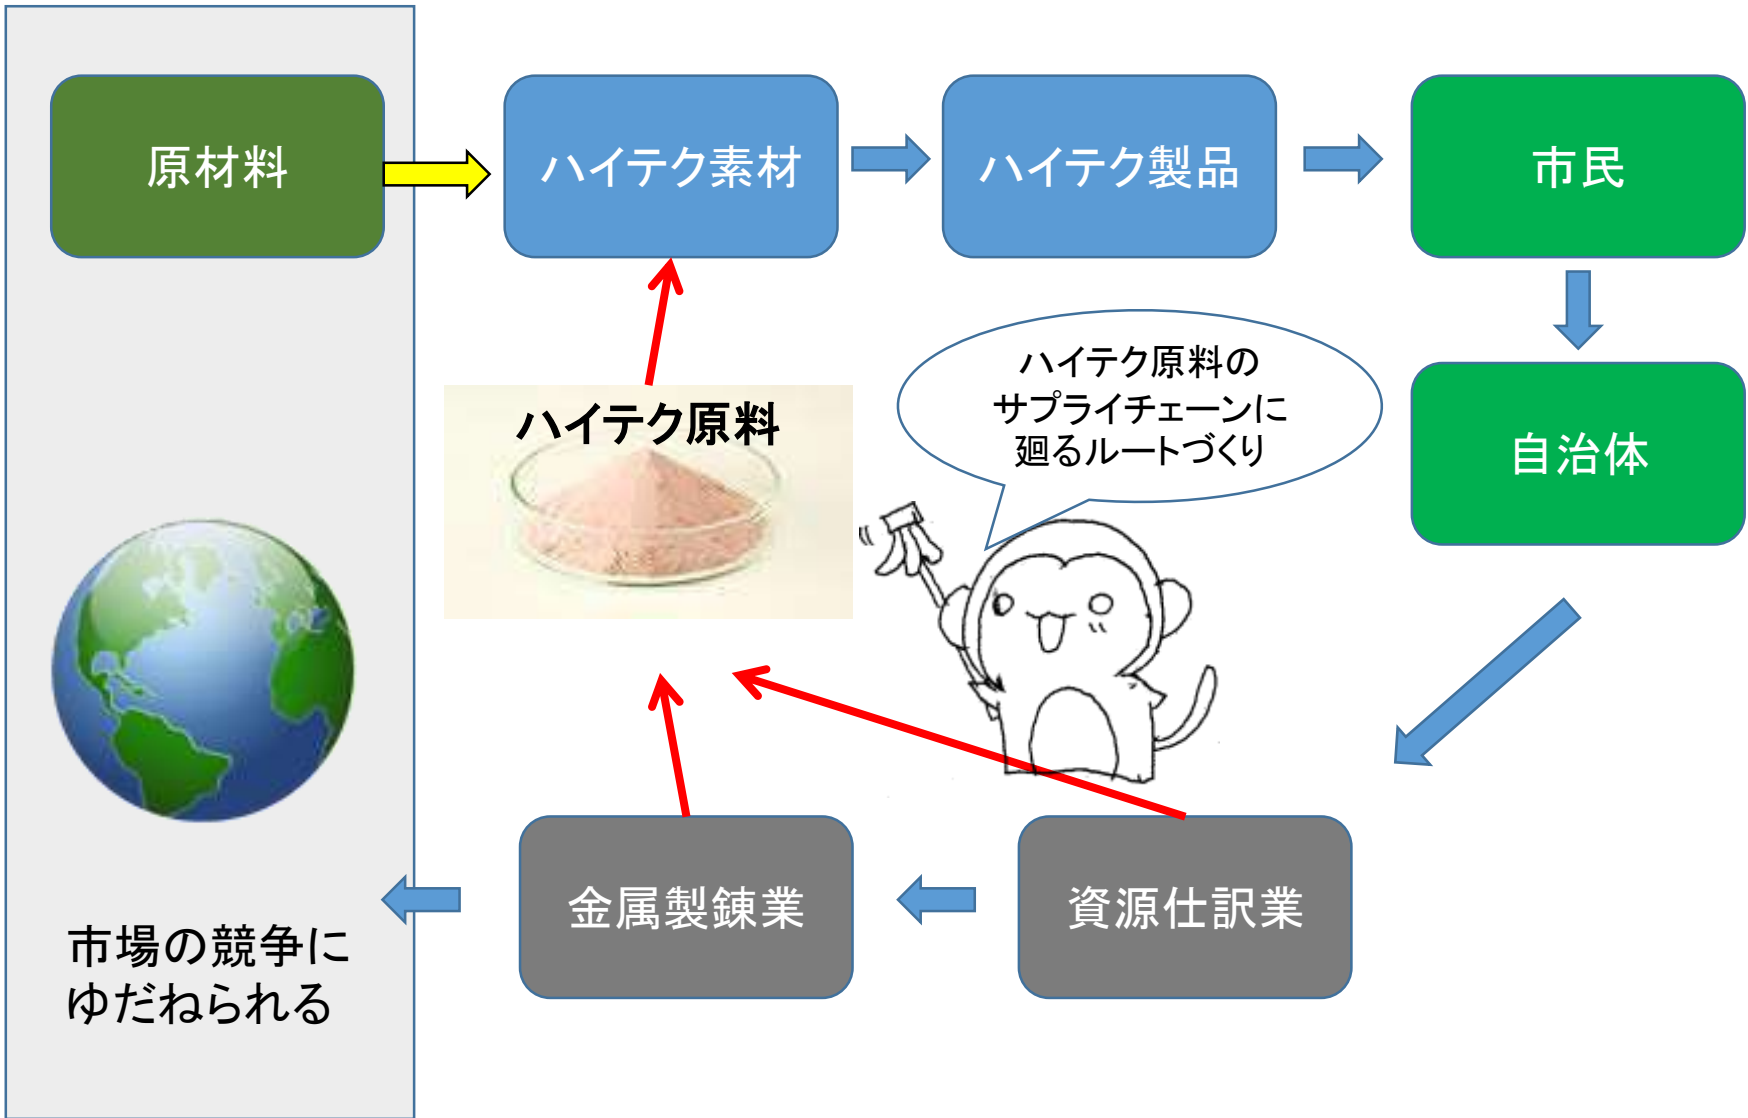 原材料
ハイテク素材
ハイテク製品
市民
ハイテク原料の
サプライチェーンに
廻るルートづくり
ハイテク原料
自治体
金属製錬業
資源仕訳業
市場の競争に
ゆだねられる